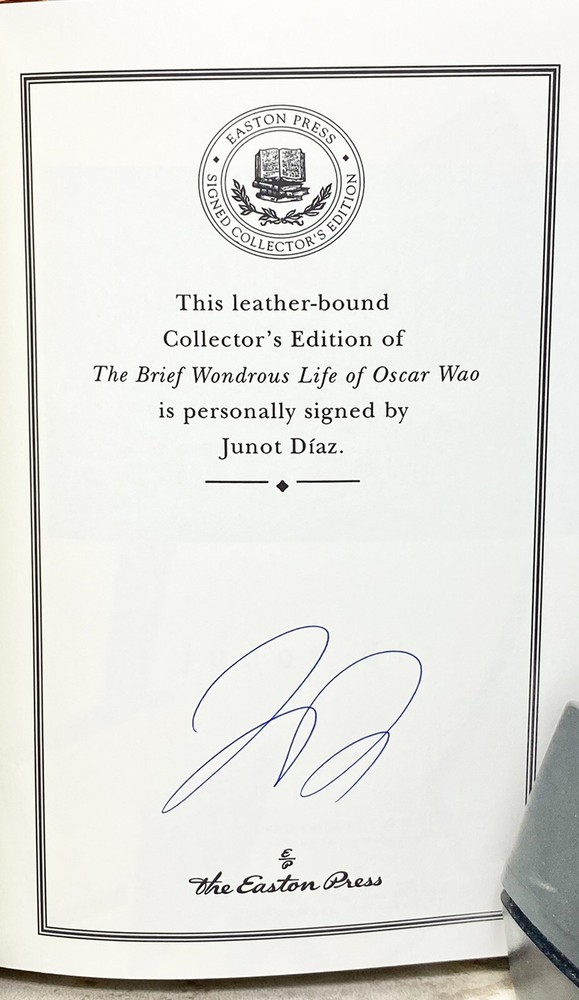 EASTON PRESS
SIGNED COLLECTOR'S EDITION
This leather-bound
Collector's Edition of
The Brief Wondrous Life of Oscar Wao
is personally signed by
Junot Díaz.
E
P
the Easton Press